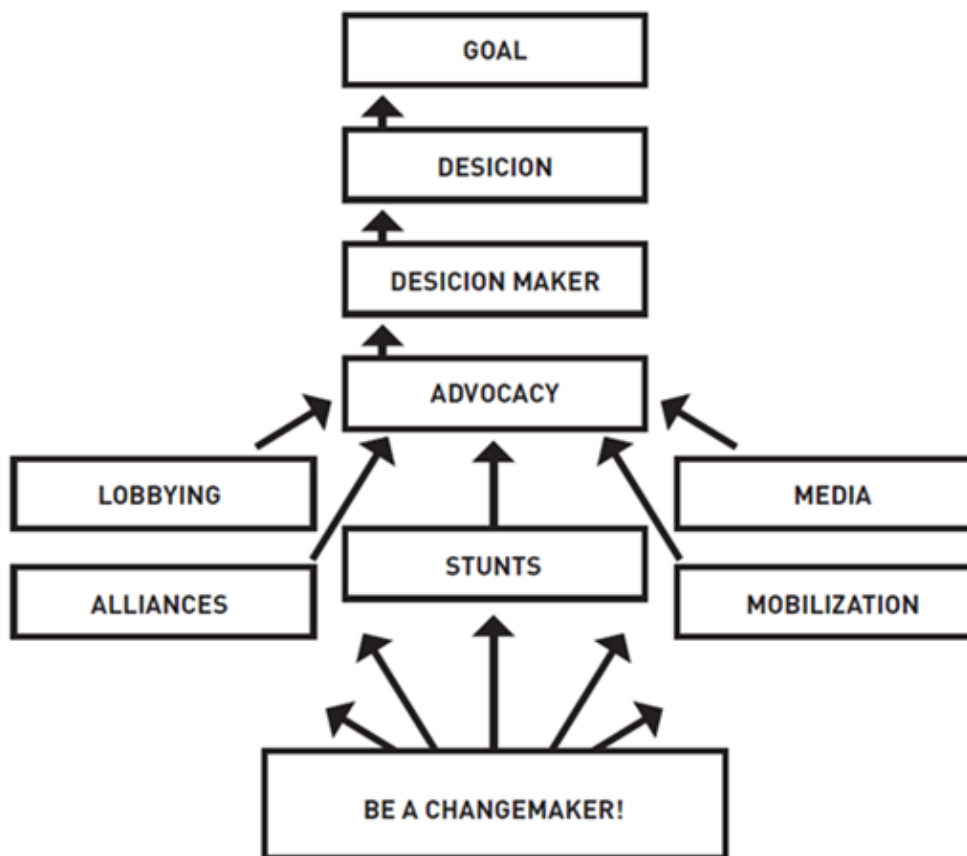 GOAL
DESICION
DESICION MAKER
ADVOCACY
LOBBYING
MEDIA
STUNTS
ALLIANCES
MOBILIZATION
BE A CHANGEMAKER!